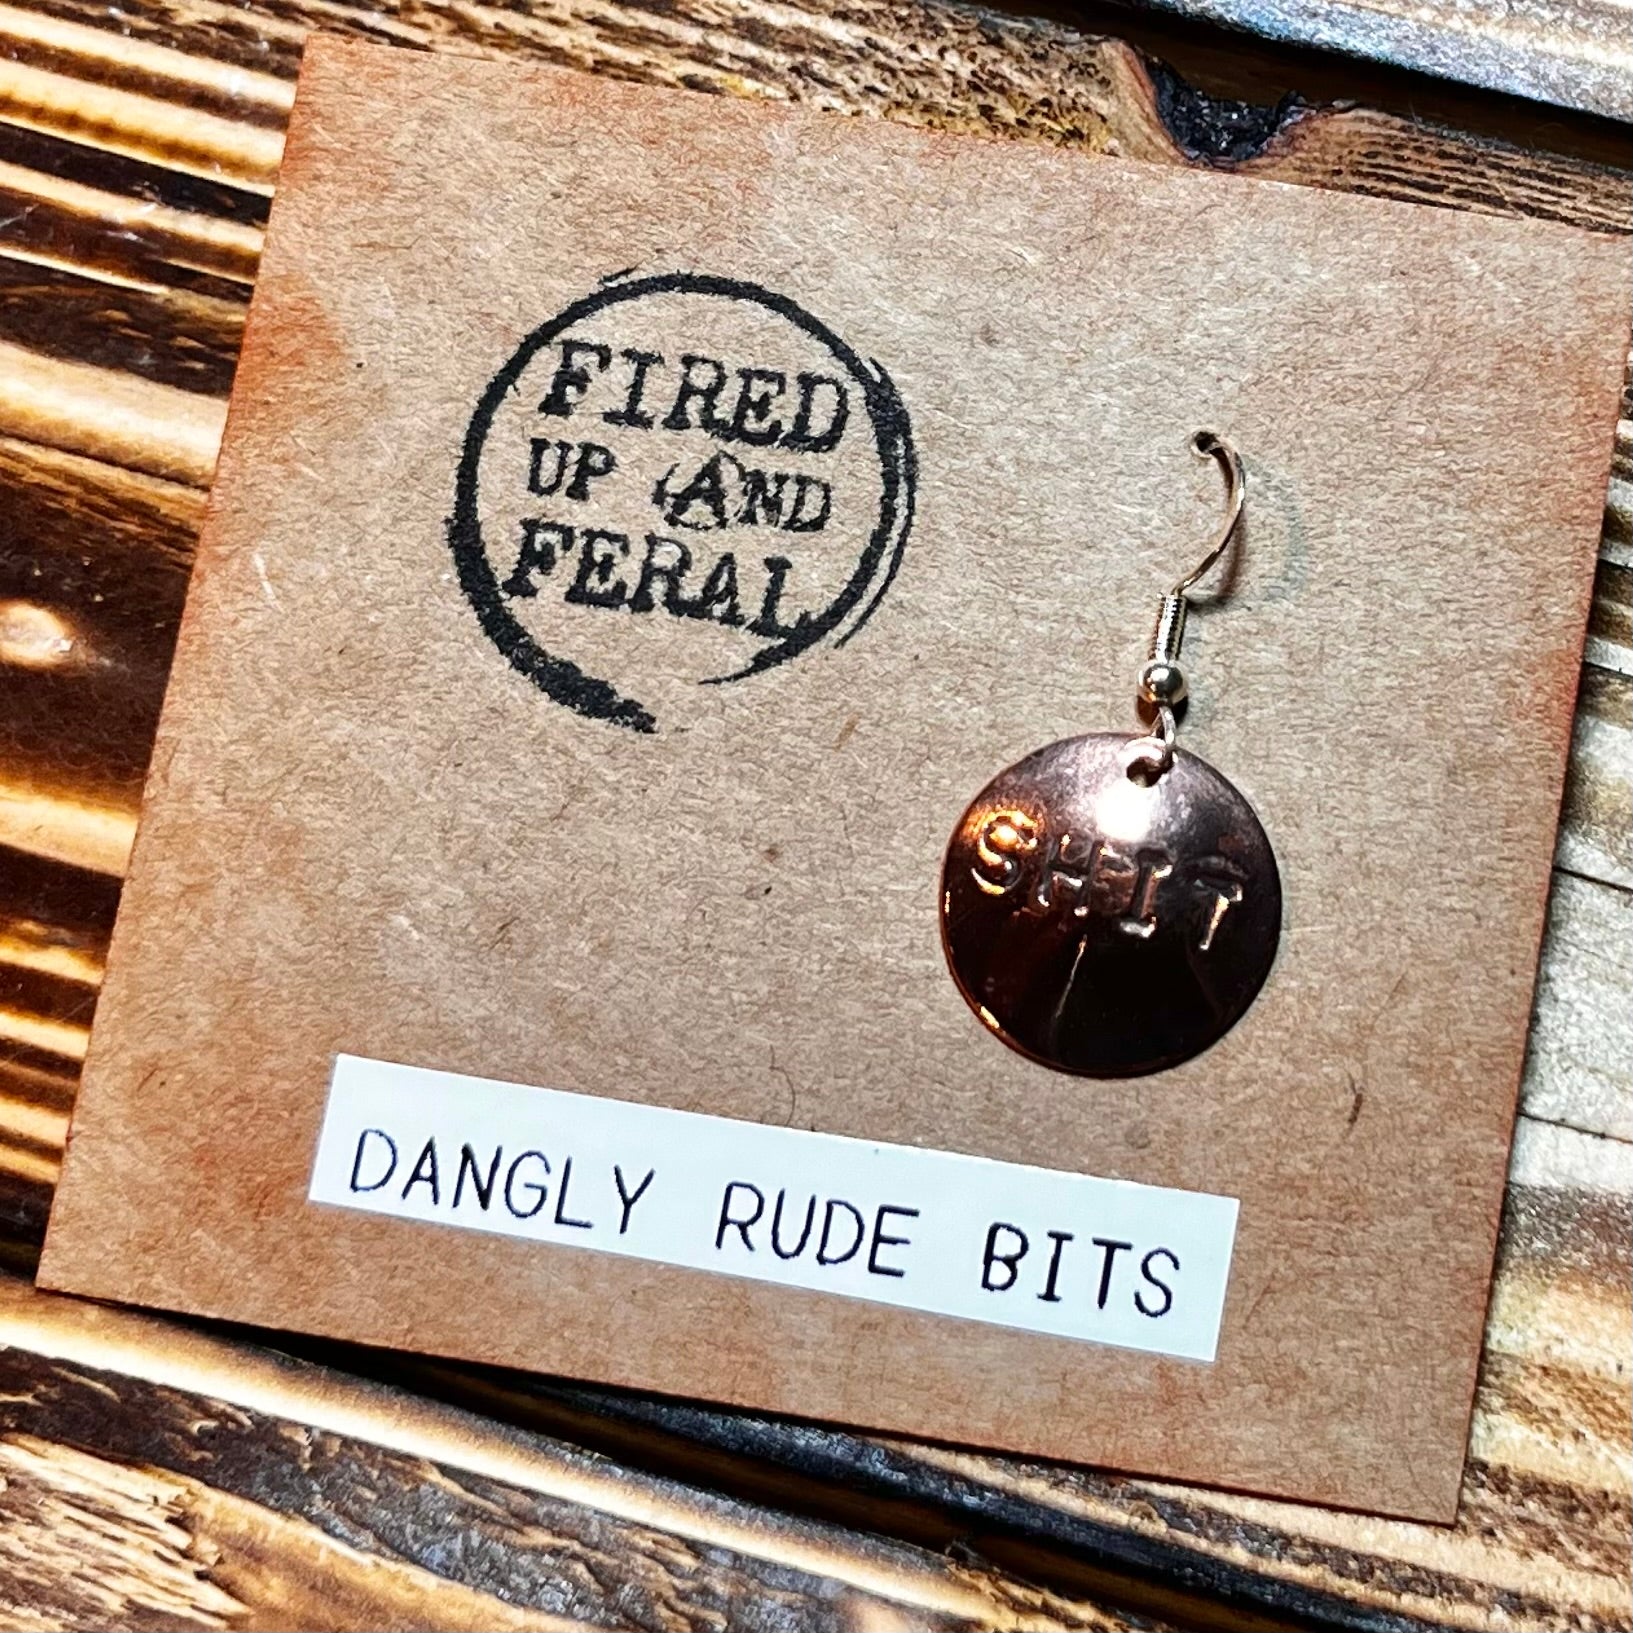 FIRED
UP AND
FERAL
SHIT
DANGLY RUDE BITS